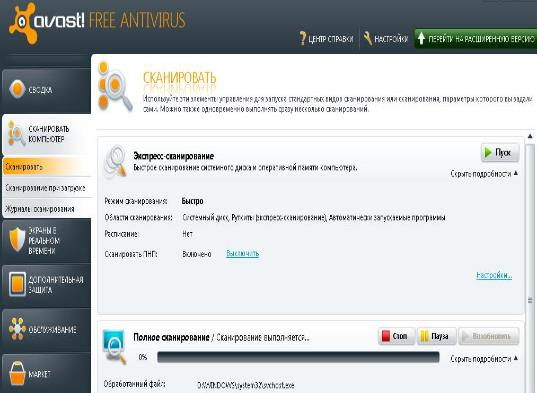 avast! FREE ANTIVIRUS
ЦЕНТР СПРАВКИ
НАСТРОЙКИ
ПЕРЕЙТИ НА РАСШИРЕННУЮ ВЕРСИЮ
СВОДКА
СКАНИРОВАТЬ
КОМПЬЮТЕР
Сканировать
Сканирование при загрузке
Журналы сканирования
ЭКРАНЫ В
РЕАЛЬНОМ
ВРЕМЕНИ
ДОПОЛНИТЕЛЬНАЯ
ЗАЩИТА
ОБСЛУЖИВАНИЕ
МАРКЕТ
СКАНИРОВАТЬ
Используйте эти элементы управления для запуска стандартных видов сканирования или сканирования, параметры которого вы задали
сами. Можно также одновременно выполнять сразу несколько сканирований.
Экспресс-сканирование
Быстрое сканирование системного диска и оперативной памяти компьютера.
Пуск
Скрыть подробности
Режим сканирования: Быстро
Области сканирования: Системный диск, Руткиты (экспресс-сканирование), Автоматически запускаемые программы
Расписание: Нет
Сканировать ПНП: Включено Выключить
Настройки...
Полное сканирование / Сканирование выполняется...
Стоп
Пауза
Возобновить
0%
Скрыть подробности
Обработанный файл: D:\WINDOWS\system32\svchost.exe